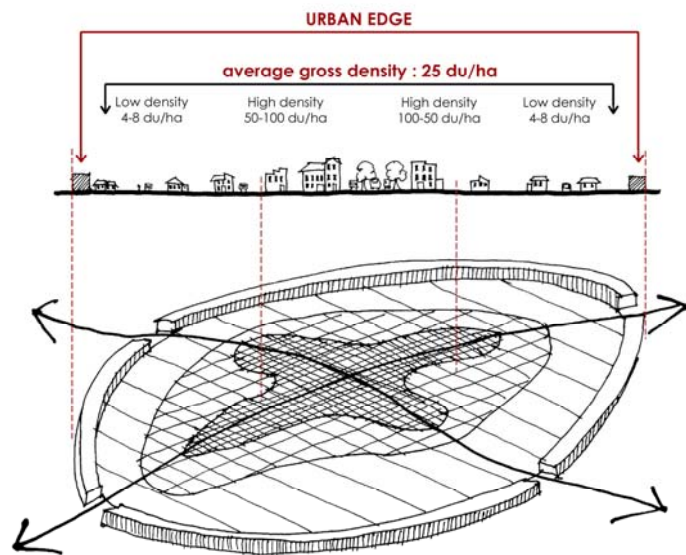 URBAN EDGE
average gross density : 25 du/ha
Low density
4-8 du/ha
High density
50-100 du/ha
High density
100-50 du/ha
Low density
4-8 du/ha